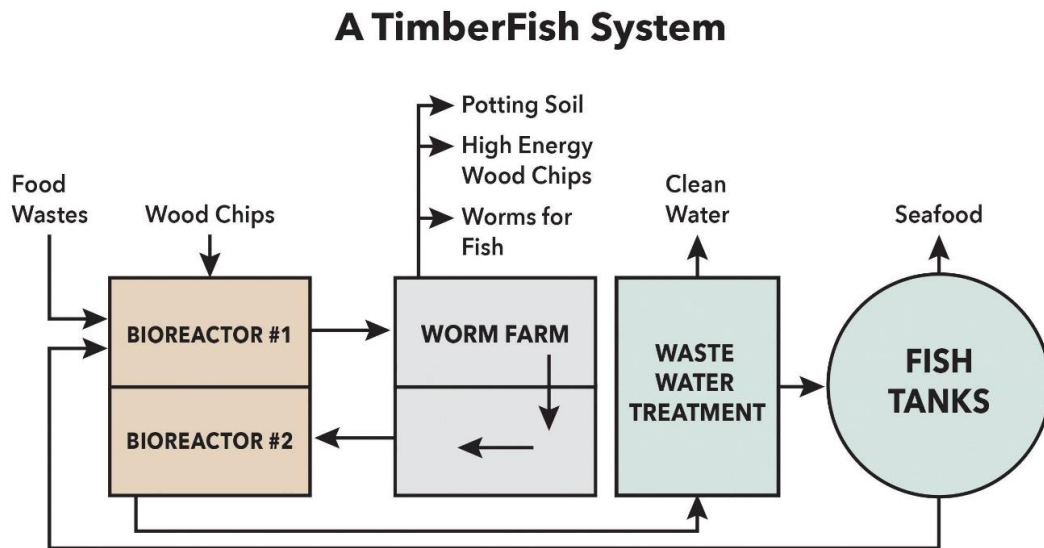 A TimberFish System
Potting Soil
High Energy
Wood Chips
Worms for
Fish
Food
Wastes
Wood Chips
Clean
Water
Seafood
BIOREACTOR #1
WORM FARM
WASTE
WATER
TREATMENT
FISH
TANKS
BIOREACTOR #2